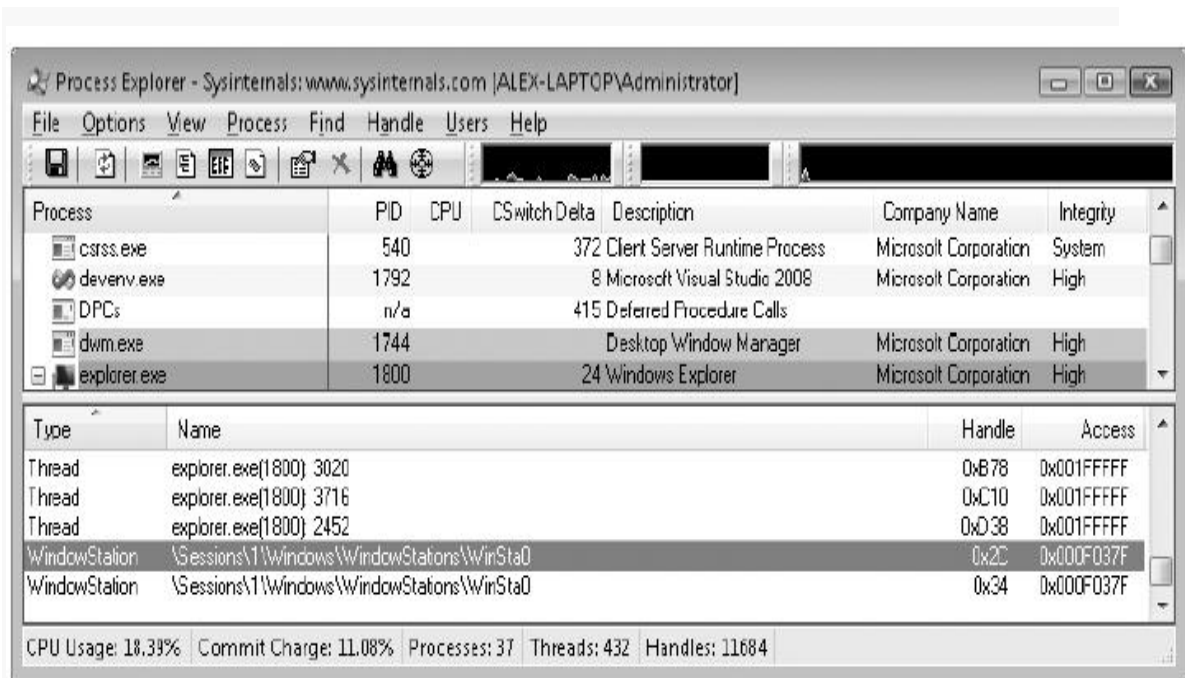 Process Explorer - Sysinternals: www.sysinternals.com [ALEX-LAPTOP\Administrator]
File Options View Process Find Handle Users Help
Process PID CPU CSwitch Delta Description Company Name Integrity
csrss.exe 540 372 Client Server Runtime Process Microsoft Corporation System
devenv.exe 1792 8 Microsoft Visual Studio 2008 Microsoft Corporation High
DPCs n/a 415 Deferred Procedure Calls
dwm.exe 1744 Desktop Window Manager Microsoft Corporation High
explorer.exe 1800 24 Windows Explorer Microsoft Corporation High
Type Name Handle Access
Thread explorer.exe(1800): 3020 0xB78 0x001FFFFF
Thread explorer.exe(1800): 3716 0xC10 0x001FFFFF
Thread explorer.exe(1800): 2452 0xD38 0x001FFFFF
WindowStation \Sessions\1\Windows\WindowStations\WinSta0 0x2C 0x000F037F
WindowStation \Sessions\1\Windows\WindowStations\WinSta0 0x34 0x000F037F
CPU Usage: 18.39% Commit Charge: 11.08% Processes: 37 Threads: 432 Handles: 11684